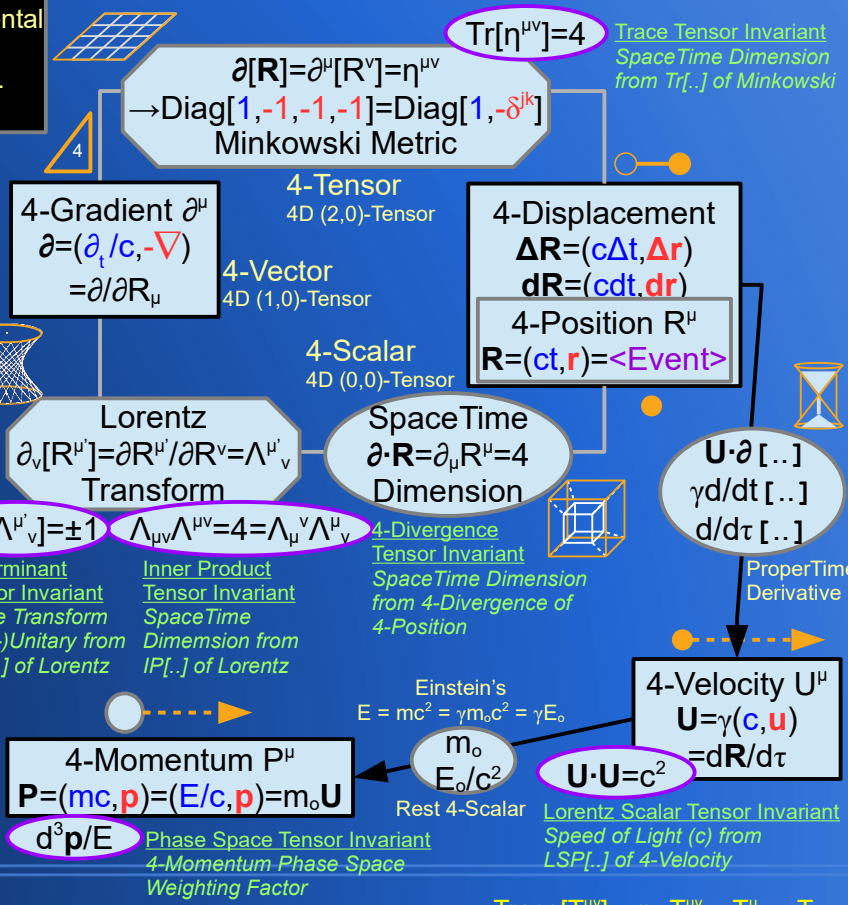 ental
Tr[ημν]=4
Trace Tensor Invariant
SpaceTime Dimension
from Tr[..] of Minkowski
∂[R]=∂^μ[R^ν]=η^μν
→Diag[1,-1,-1,-1]=Diag[1,-δ^jk]
Minkowski Metric
4
4-Tensor
4D (2,0)-Tensor
4-Gradient ∂^μ
∂=(∂_t/c,-∇)
=∂/∂R_μ
4-Vector
4D (1,0)-Tensor
4-Displacement
ΔR=(cΔt,Δr)
dR=(cdt,dr)
4-Position R^μ
R=(ct,r)=<Event>
4-Scalar
4D (0,0)-Tensor
Lorentz
∂_ν[R^μ']=∂R^μ'/∂R^ν=Λ^μ'_ν
Transform
SpaceTime
∂·R=∂_μR^μ=4
Dimension
U·∂[..]
γd/dt[..]
d/dτ[..]
ProperTime
Derivative
Λ^μ'_ν]=±1
Λ_μνΛ^μν=4=Λ_μ^νΛ^μ_ν
rminant
or Invariant
e Transform
-)Unitary from
.] of Lorentz
Inner Product
Tensor Invariant
SpaceTime
Dimemsion from
IP[..] of Lorentz
4-Divergence
Tensor Invariant
SpaceTime Dimension
from 4-Divergence of
4-Position
4-Velocity U^μ
U=γ(c,u)
=dR/dτ
U·U=c²
Lorentz Scalar Tensor Invariant
Speed of Light (c) from
LSP[..] of 4-Velocity
Einstein's
E = mc² = γmₒc² = γEₒ
mₒ
Eₒ/c²
Rest 4-Scalar
4-Momentum P^μ
P=(mc,p)=(E/c,p)=mₒU
d³p/E
Phase Space Tensor Invariant
4-Momentum Phase Space
Weighting Factor